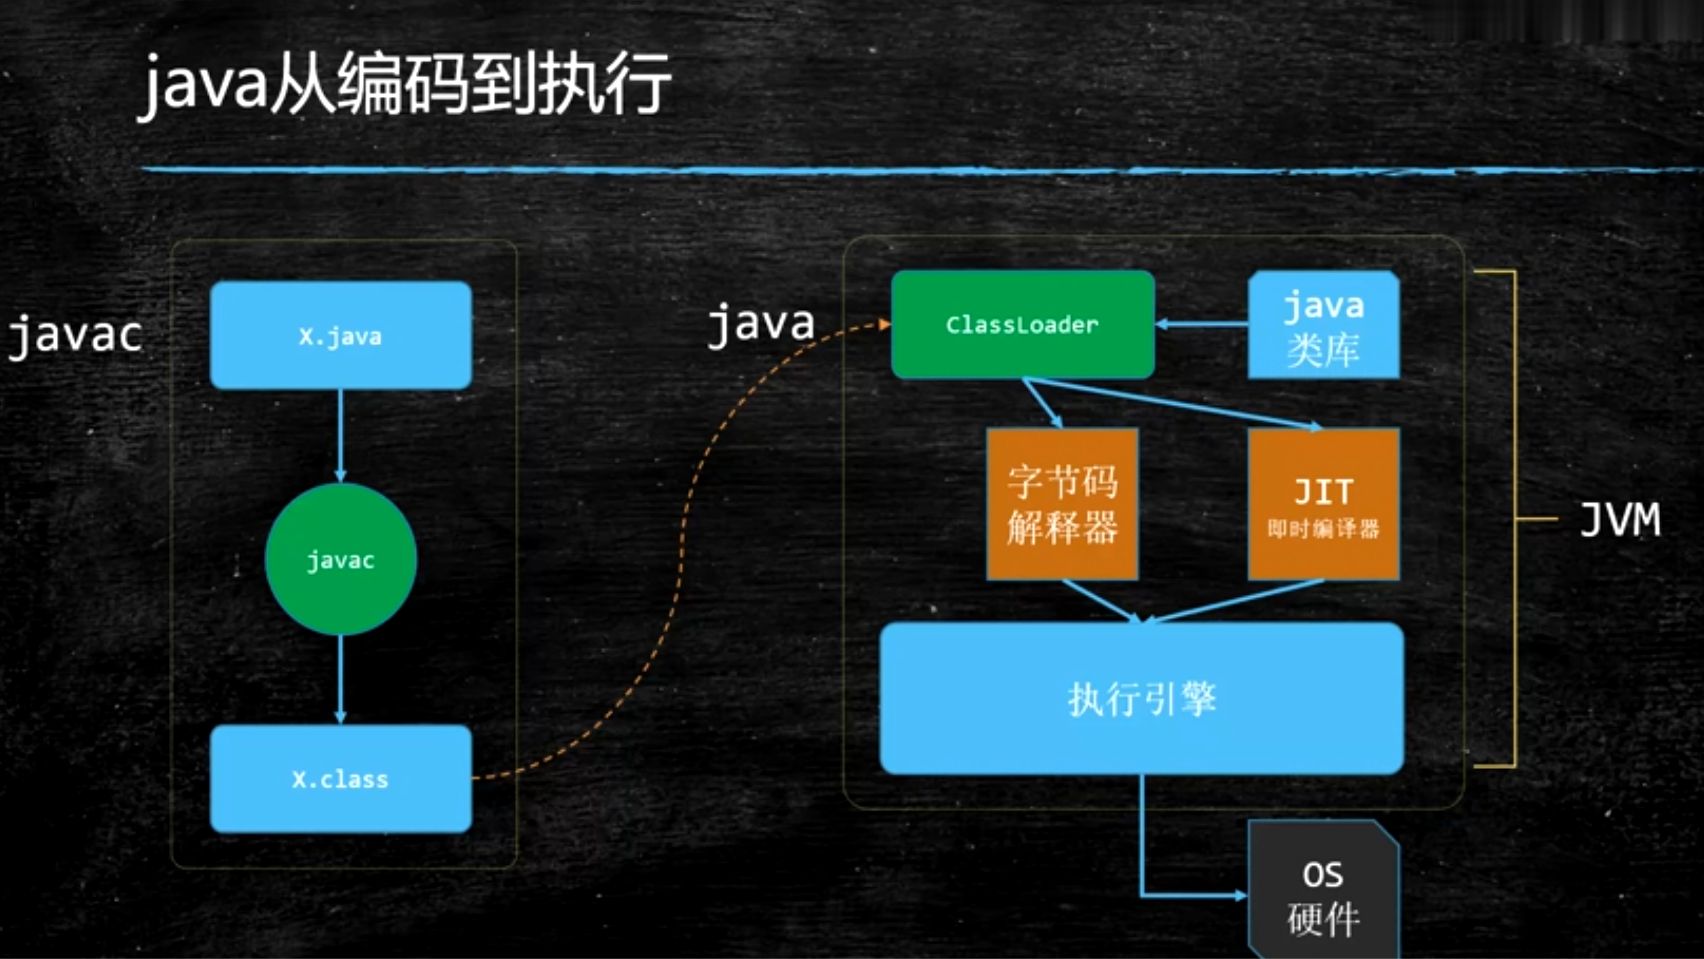 java从编码到执行
javac
X.java
javac
X.class
java
ClassLoader
java
类库
字节码
解释器
JIT
即时编译器
执行引擎
JVM
OS
硬件